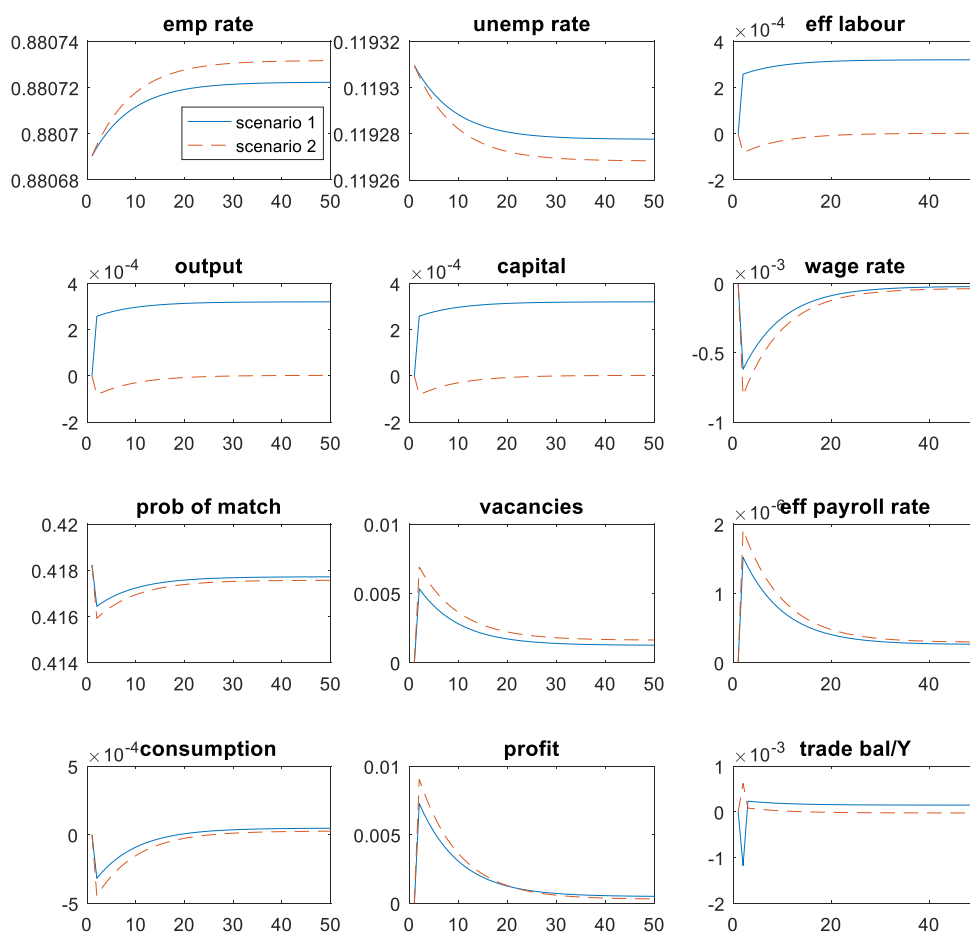 emp rate
0.88074
0.88072
0.8807
0.88068
0 10 20 30 40 50
scenario 1
scenario 2
unemp rate
0.11932
0.1193
0.11928
0.11926
0 10 20 30 40 50
eff labour
×10-4
4
2
0
-2
0 20 40
output
×10-4
4
2
0
-2
0 10 20 30 40 50
capital
×10-4
4
2
0
-2
0 10 20 30 40 50
wage rate
×10-3
0
-0.5
-1
0 20 40
prob of match
0.42
0.418
0.416
0.414
0 10 20 30 40 50
vacancies
0.01
0.005
0
0 10 20 30 40 50
eff payroll rate
×10-6
2
1
0
0 20 40
consumption
×10-4
5
0
-5
0 10 20 30 40 50
profit
0.01
0.005
0
0 10 20 30 40 50
trade bal/Y
×10-3
1
0
-1
-2
0 20 40